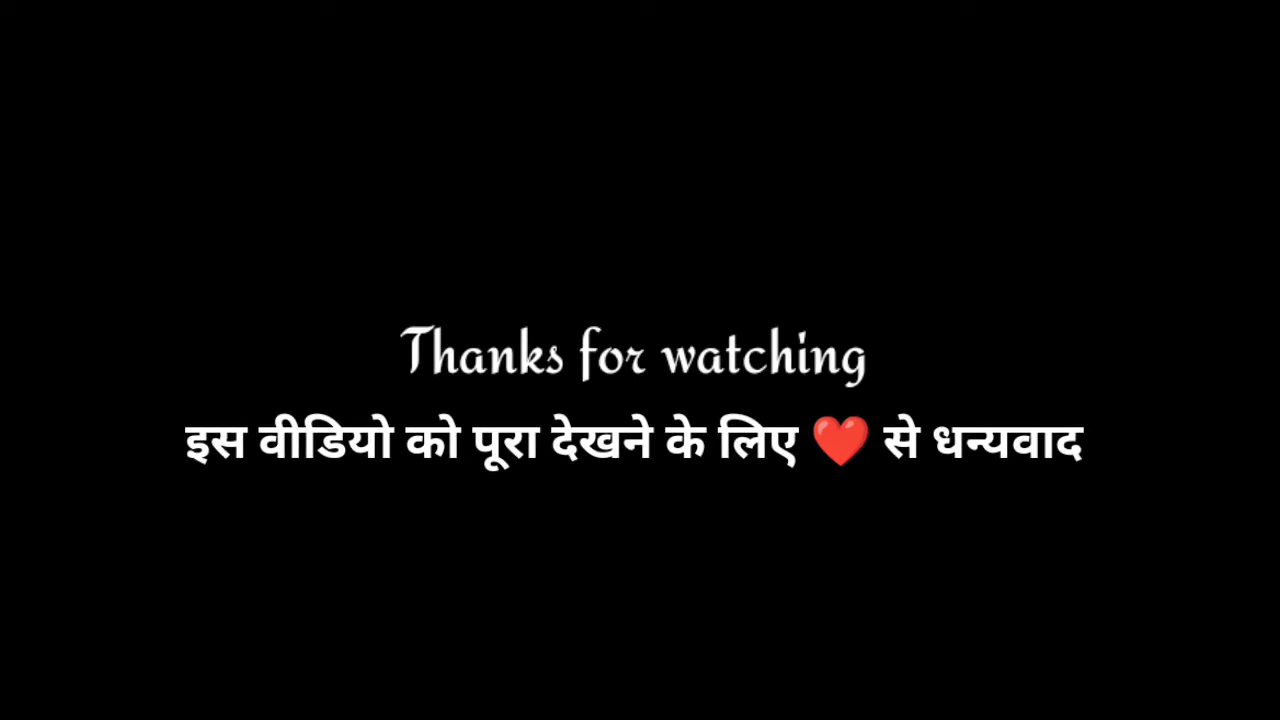 Thanks for watching
इस वीडियो को पूरा देखने के लिए ❤️ से धन्यवाद